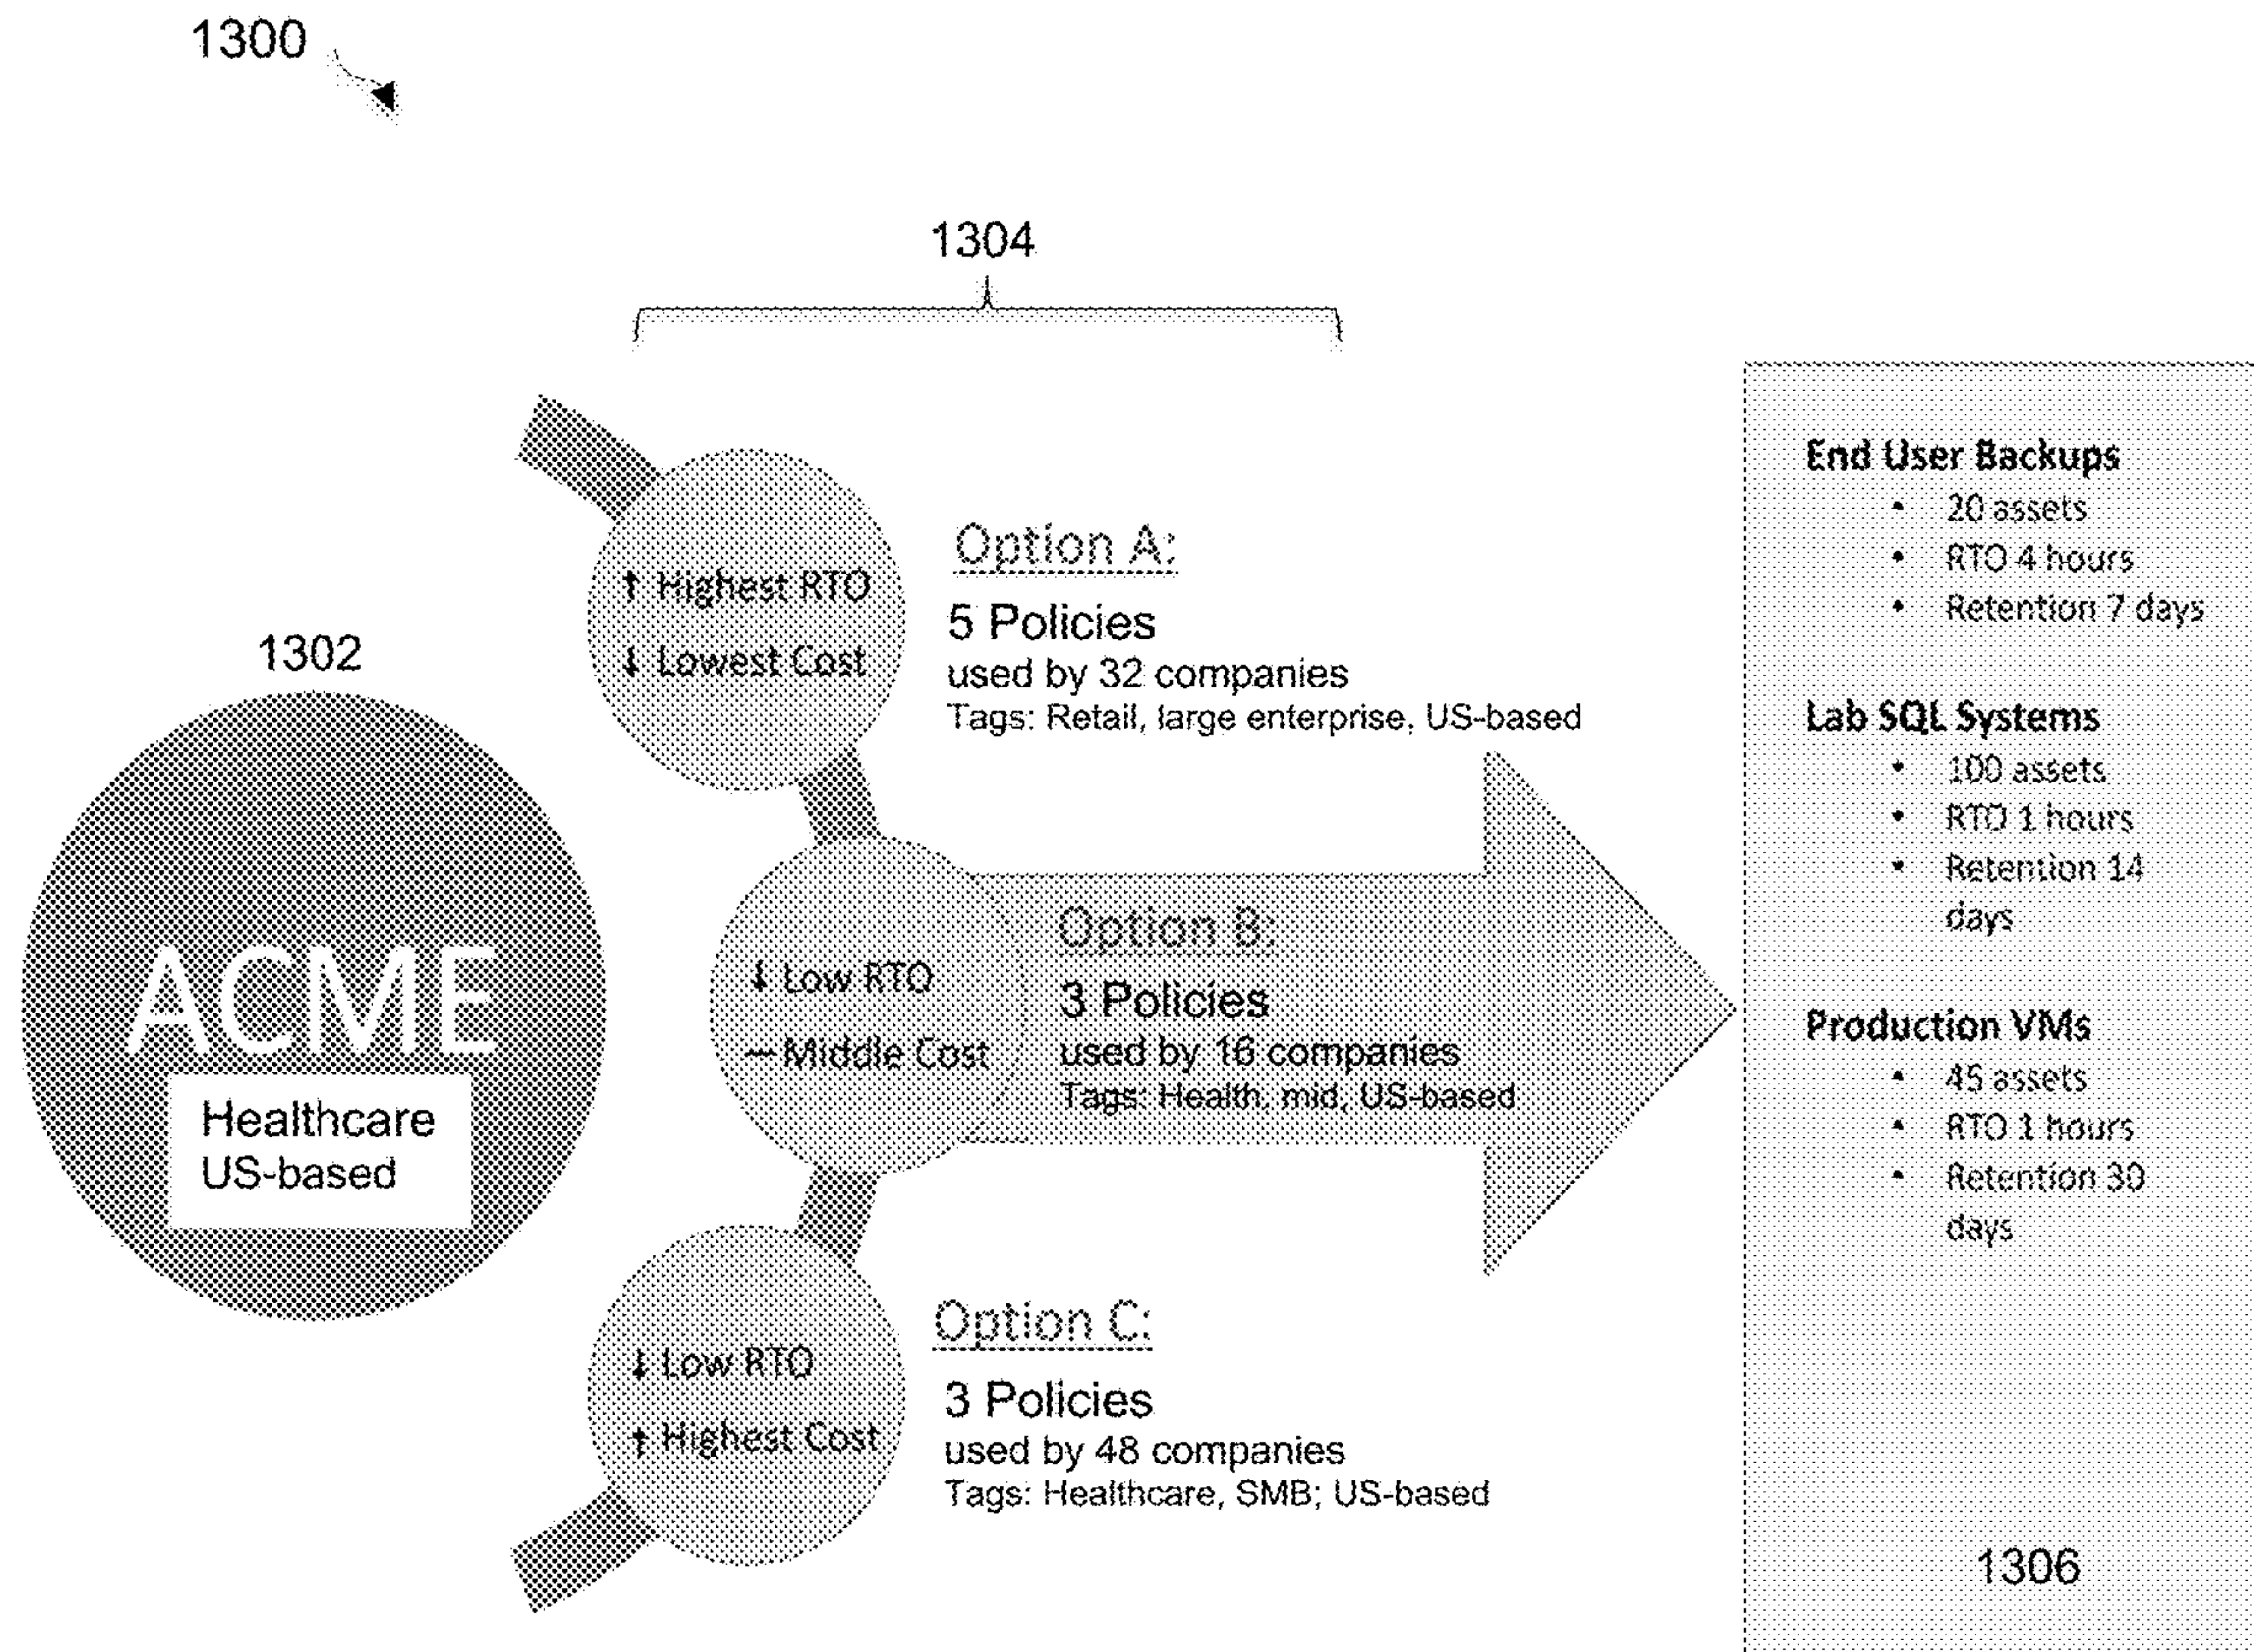 1300
1304
1302
ACME
Healthcare
US-based
↑ Highest RTO
↓ Lowest Cost
Option A:
5 Policies
used by 32 companies
Tags: Retail, large enterprise, US-based
↓ Low RTO
– Middle Cost
Option B:
3 Policies
used by 16 companies
Tags: Health, mid, US-based
↓ Low RTO
↑ Highest Cost
Option C:
3 Policies
used by 48 companies
Tags: Healthcare, SMB; US-based
End User Backups
• 20 assets
• RTO 4 hours
• Retention 7 days
Lab SQL Systems
• 100 assets
• RTO 1 hours
• Retention 14
days
Production VMs
• 45 assets
• RTO 1 hours
• Retention 30
days
1306